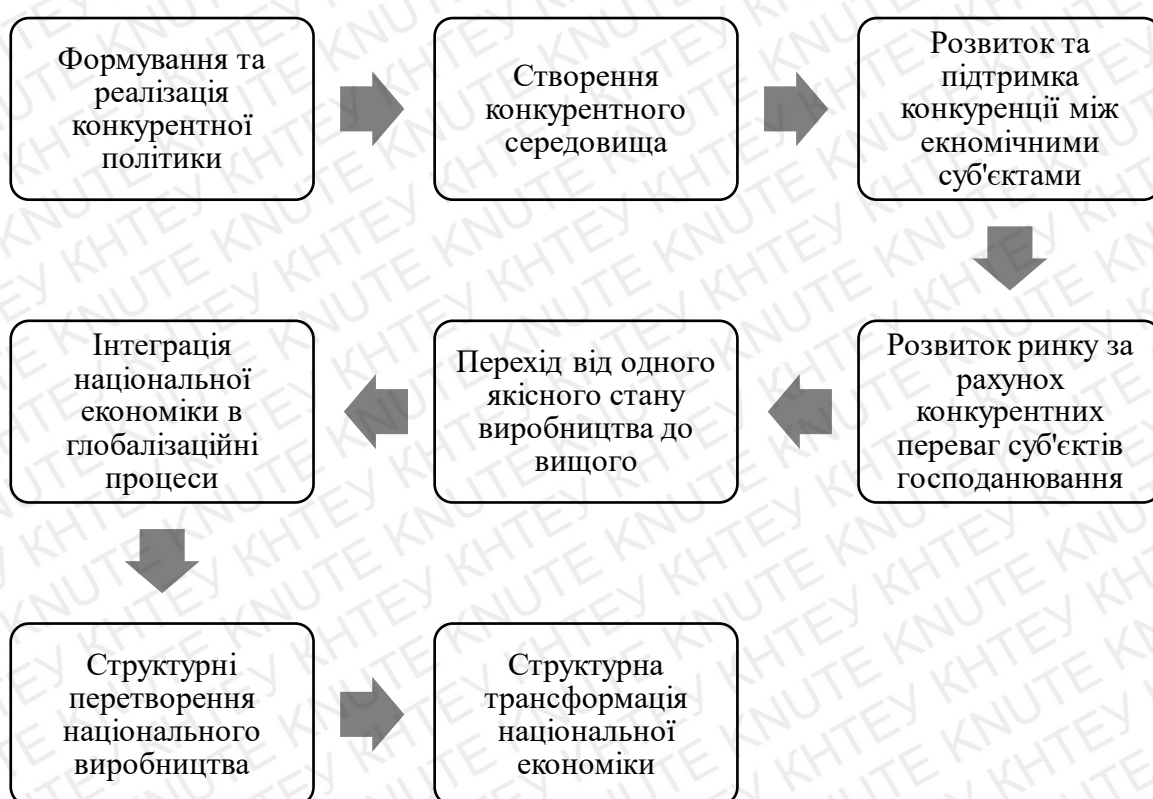 Формування та
реалізація
конкурентної
політики
Створення
конкурентного
середовища
Розвиток та
підтримка
конкуренції між
екномічними
суб'єктами
Розвиток ринку за
рахунок
конкурентних
переваг суб'єктів
господанювання
Перехід від одного
якісного стану
виробництва до
вищого
Інтеграція
національної
економіки в
глобалізаційні
процеси
Структурні
перетворення
національного
виробництва
Структурна
трансформація
національної
економіки